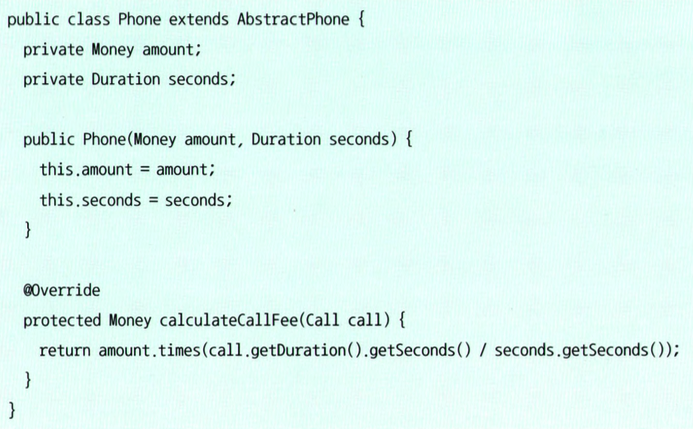 public class Phone extends AbstractPhone {
private Money amount;
private Duration seconds;
public Phone(Money amount, Duration seconds) {
this.amount = amount;
this.seconds = seconds;
}
@Override
protected Money calculateCallFee(Call call) {
return amount.times(call.getDuration().getSeconds() / seconds.getSeconds());
}
}